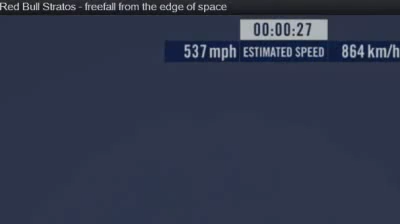 Red Bull Stratos - freefall from the edge of space
00:00:27
537 mph ESTIMATED SPEED 864 km/h